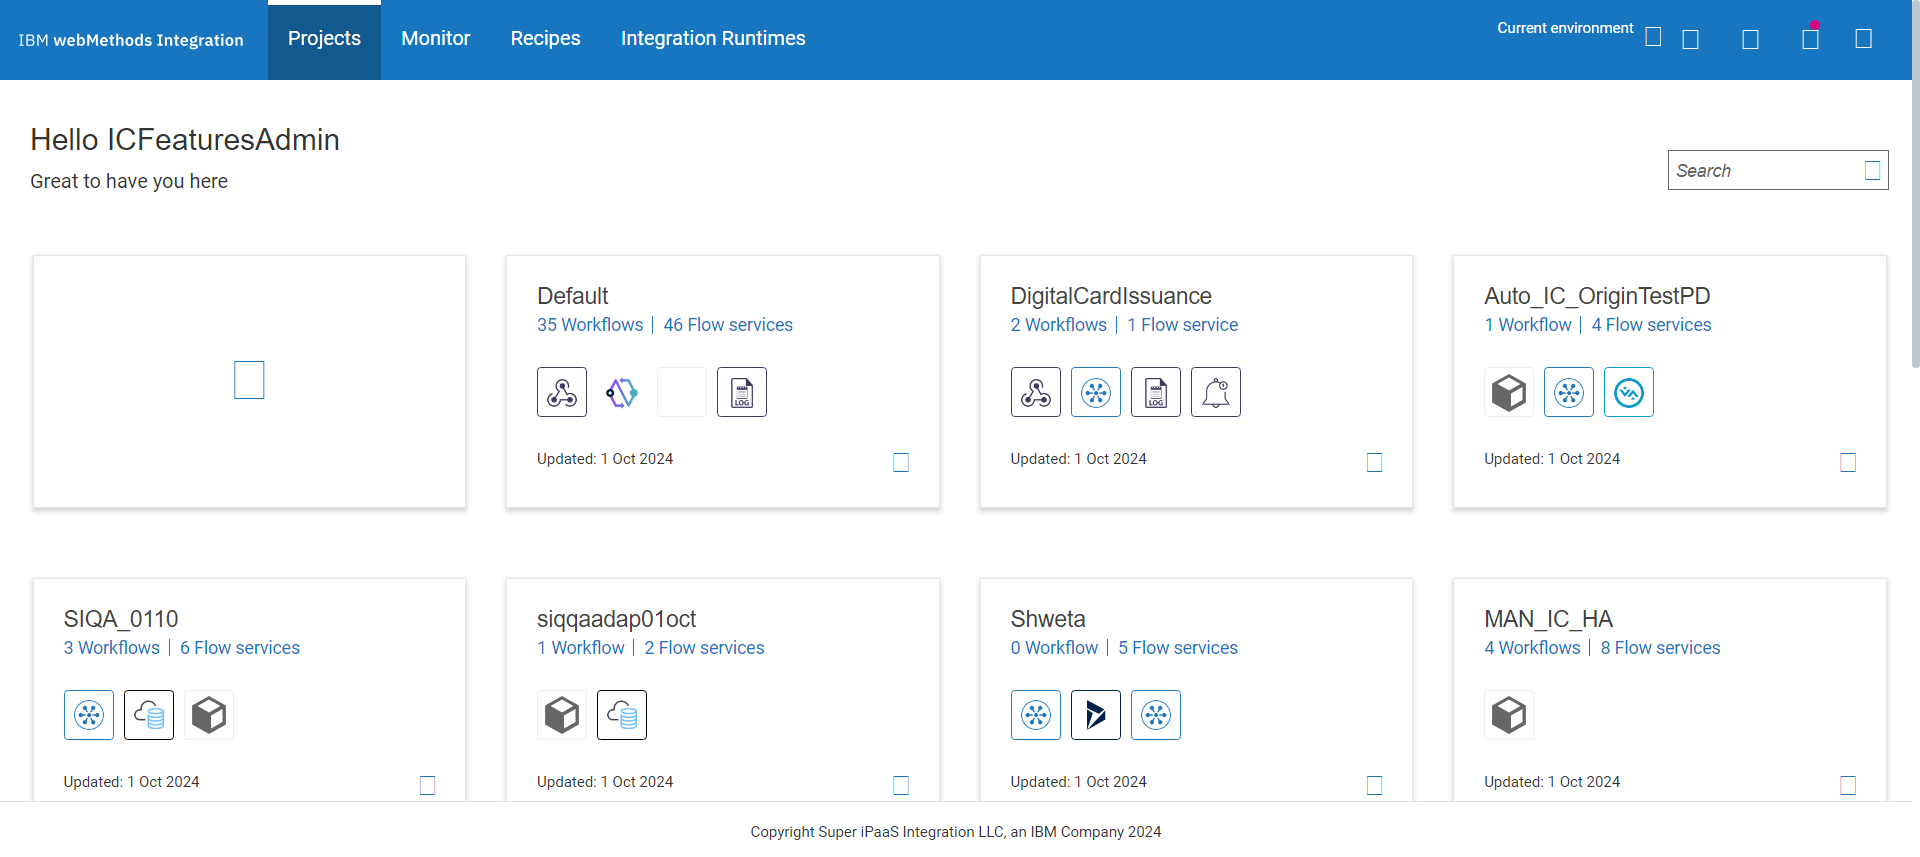 IBM webMethods Integration
Projects
Monitor
Recipes
Integration Runtimes
Current environment
Hello ICFeaturesAdmin
Great to have you here
Search
Default
35 Workflows | 46 Flow services
LOG
Updated: 1 Oct 2024
DigitalCardIssuance
2 Workflows | 1 Flow service
LOG
Updated: 1 Oct 2024
Auto_IC_OriginTestPD
1 Workflow | 4 Flow services
Updated: 1 Oct 2024
SIQA_0110
3 Workflows | 6 Flow services
Updated: 1 Oct 2024
siqqaadap01oct
1 Workflow | 2 Flow services
Updated: 1 Oct 2024
Shweta
0 Workflow | 5 Flow services
Updated: 1 Oct 2024
MAN_IC_HA
4 Workflows | 8 Flow services
Updated: 1 Oct 2024
Copyright Super iPaaS Integration LLC, an IBM Company 2024